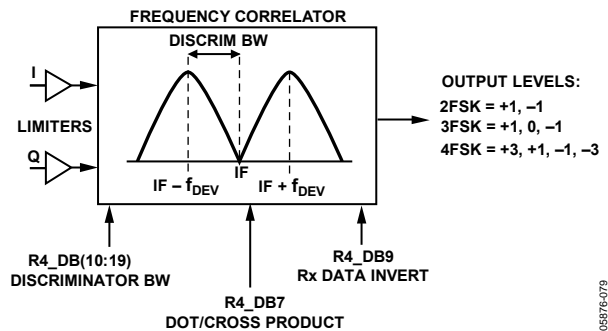 FREQUENCY CORRELATOR
DISCRIM BW
I
LIMITERS
Q
IF
IF – fDEV
IF + fDEV
OUTPUT LEVELS:
2FSK = +1, –1
3FSK = +1, 0, –1
4FSK = +3, +1, –1, –3
R4_DB(10:19)
DISCRIMINATOR BW
R4_DB7
DOT/CROSS PRODUCT
R4_DB9
Rx DATA INVERT
05876-079